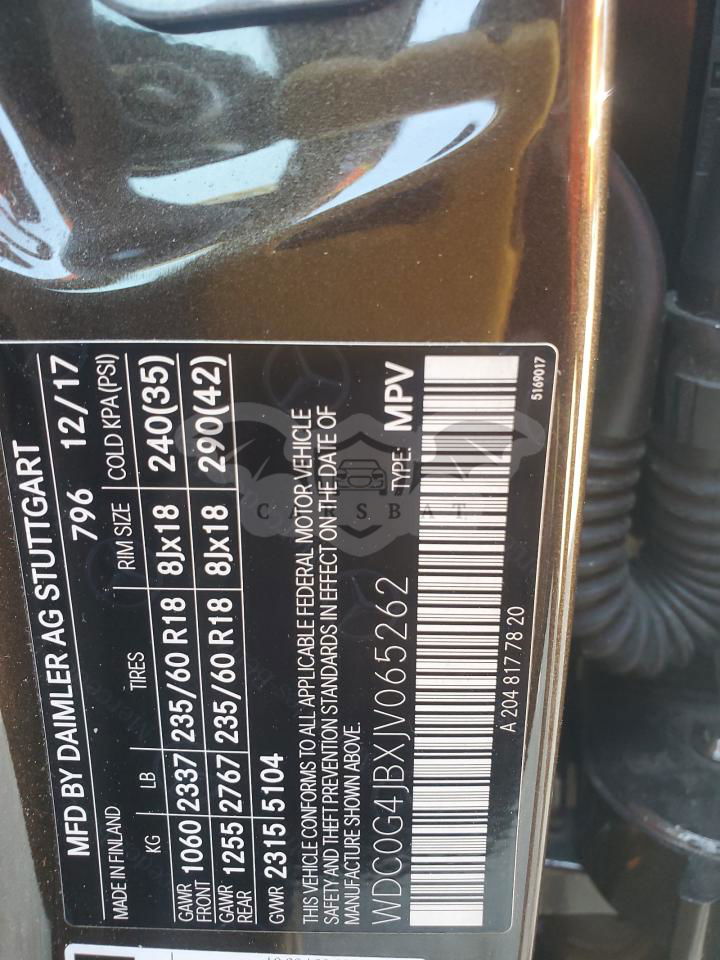 MFD BY DAIMLER AG STUTTGART
796 12/17
MADE IN FINLAND
KG LB TIRES RIM SIZE COLD KPA(PSI)
GAWR FRONT 1060 2337 235/60 R18 8Jx18 240(35)
GAWR REAR 1255 2767 235/60 R18 8Jx18 290(42)
GVWR 2315 5104
THIS VEHICLE CONFORMS TO ALL APPLICABLE FEDERAL MOTOR VEHICLE
SAFETY AND THEFT PREVENTION STANDARDS IN EFFECT ON THE DATE OF
MANUFACTURE SHOWN ABOVE.
WDC0G4JBXJV065262 TYPE: MPV
A 204 817 78 20 5169017
CARSBAT